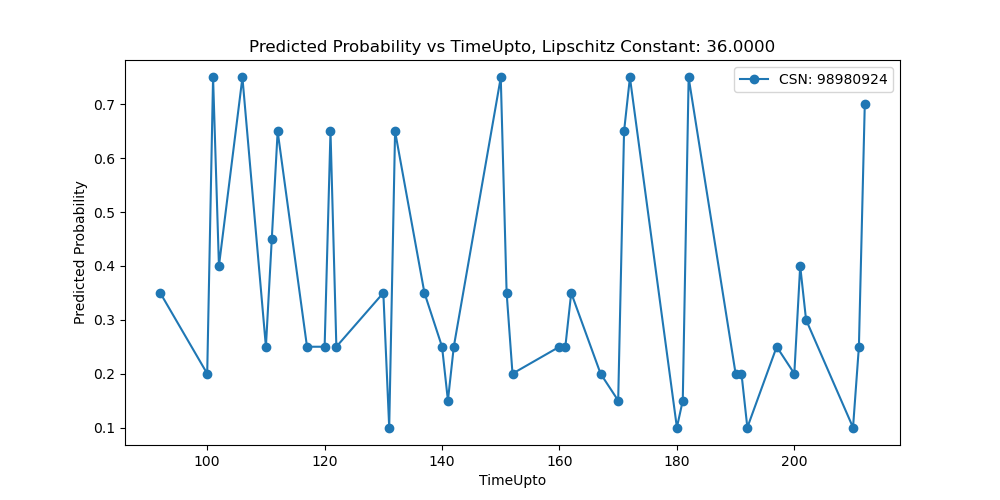 Predicted Probability vs TimeUpto, Lipschitz Constant: 36.0000
CSN: 98980924
Predicted Probability
0.7
0.6
0.5
0.4
0.3
0.2
0.1
100 120 140 160 180 200
TimeUpto